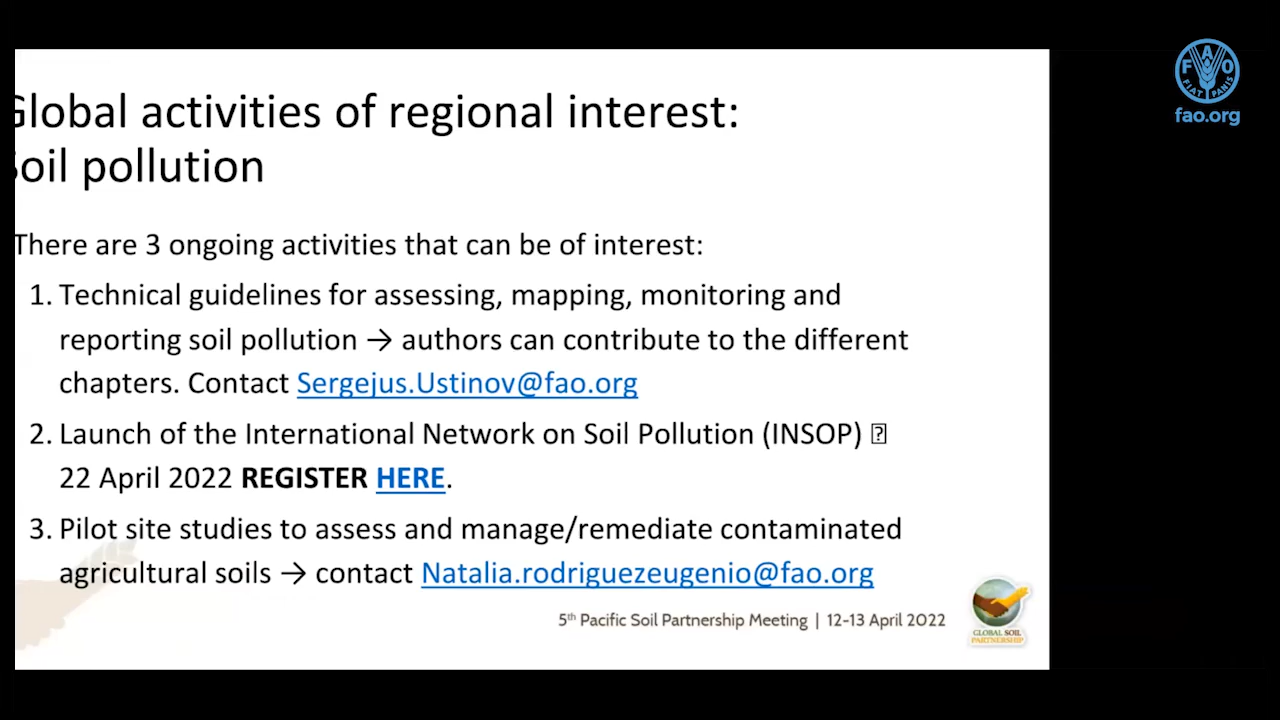 Global activities of regional interest:
Soil pollution
There are 3 ongoing activities that can be of interest:
1. Technical guidelines for assessing, mapping, monitoring and
reporting soil pollution → authors can contribute to the different
chapters. Contact Sergejus.Ustinov@fao.org
2. Launch of the International Network on Soil Pollution (INSOP) 
22 April 2022 REGISTER HERE.
3. Pilot site studies to assess and manage/remediate contaminated
agricultural soils → contact Natalia.rodriguezeugenio@fao.org
5th Pacific Soil Partnership Meeting | 12-13 April 2022
GLOBAL SOIL
PARTNERSHIP
FAO
FIAT PANIS
fao.org